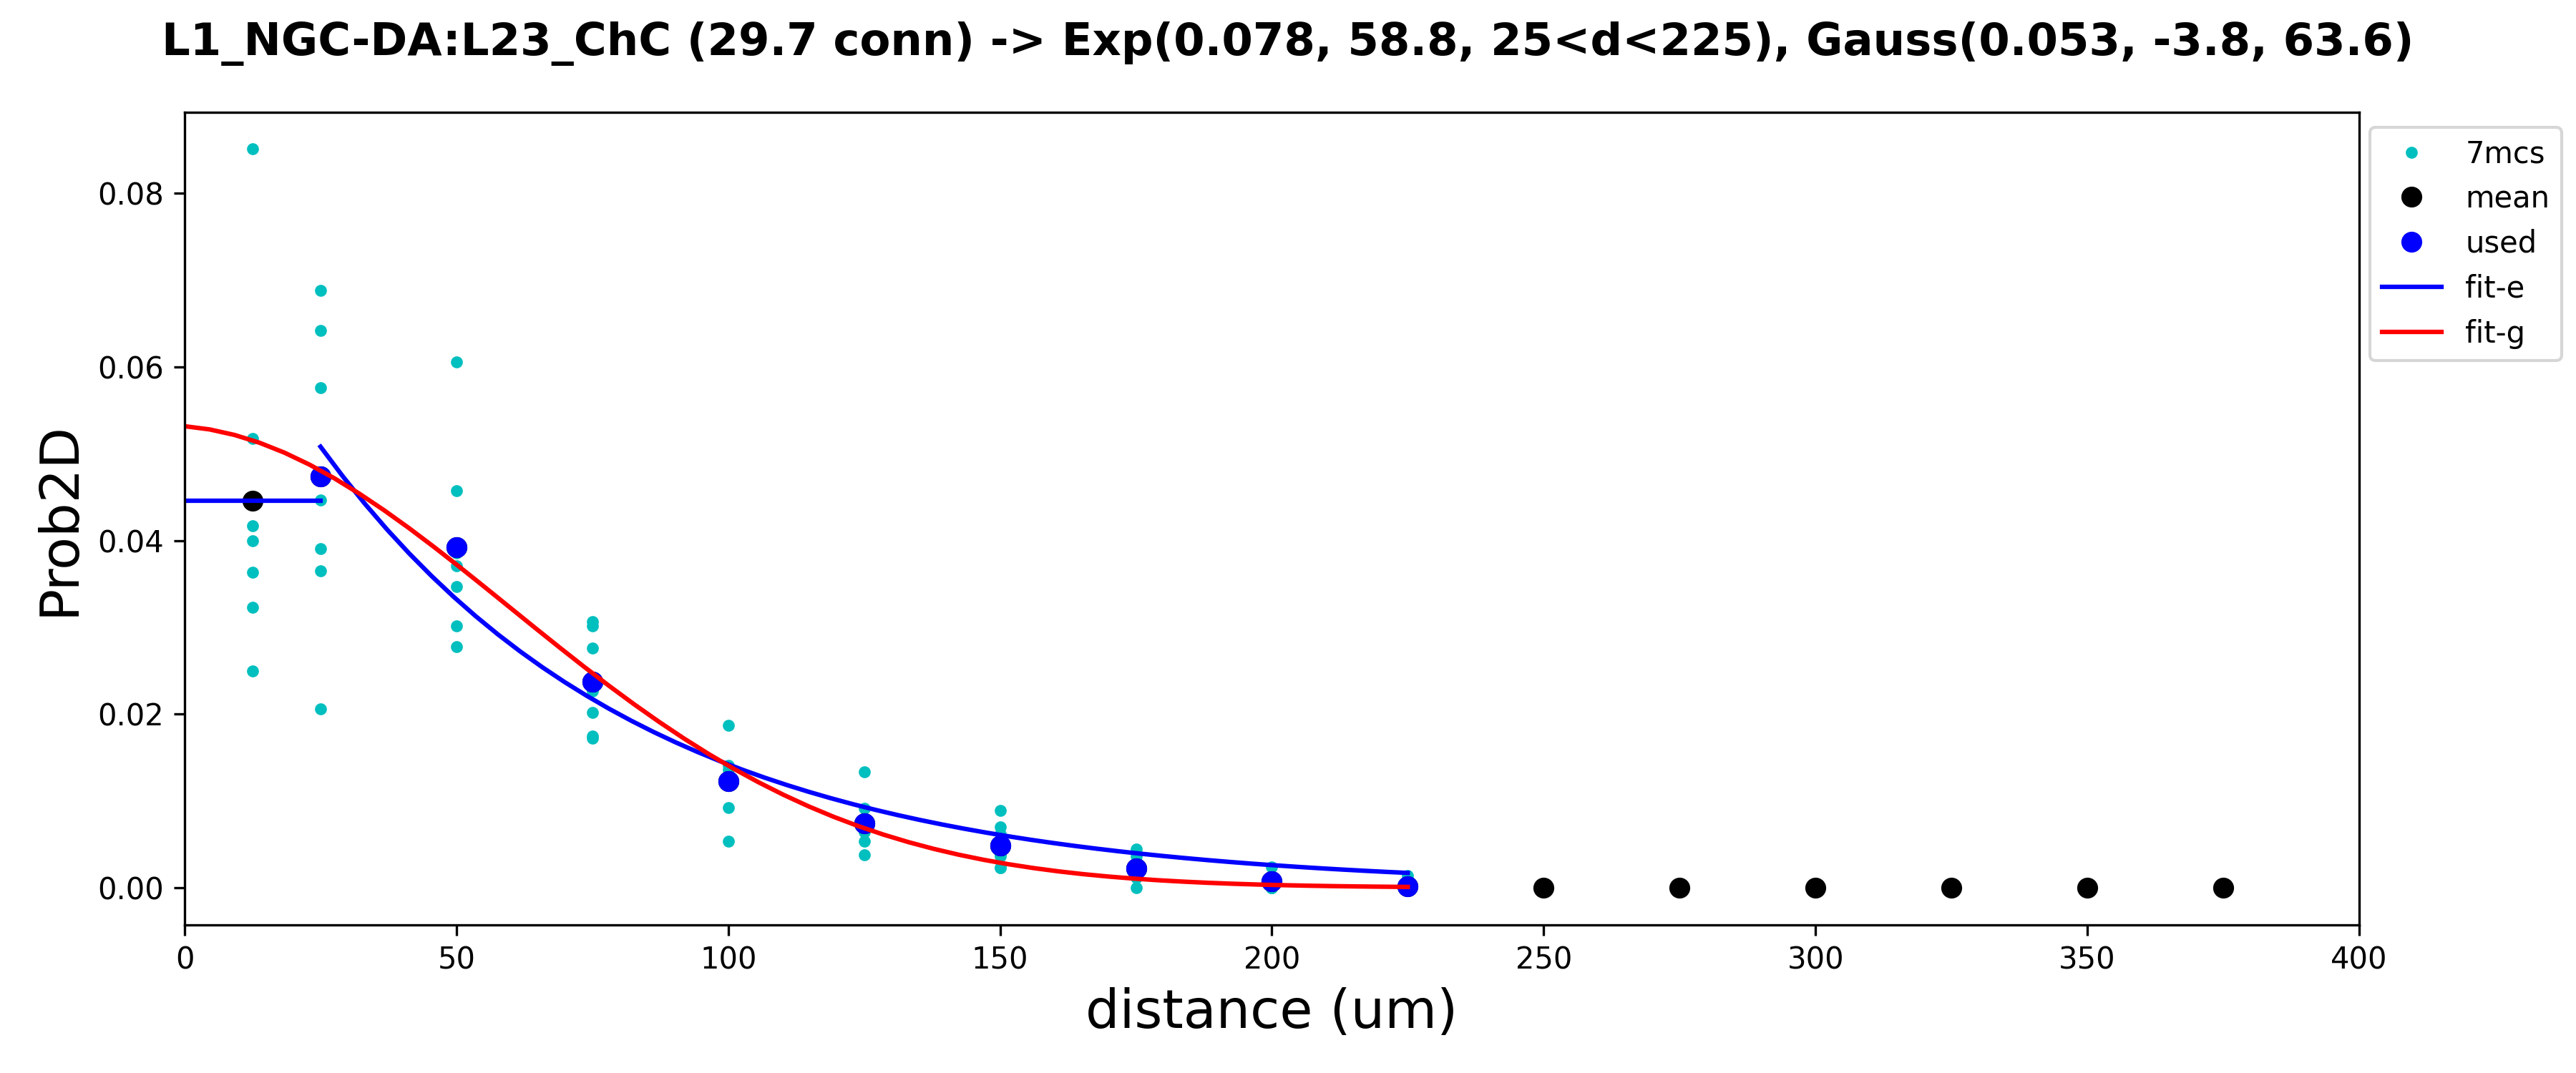 L1_NGC-DA:L23_ChC (29.7 conn) -> Exp(0.078, 58.8, 25<d<225), Gauss(0.053, -3.8, 63.6)
7mcs
mean
used
fit-e
fit-g
0.08
0.06
0.04
0.02
0.00
Prob2D
0 50 100 150 200 250 300 350 400
distance (um)